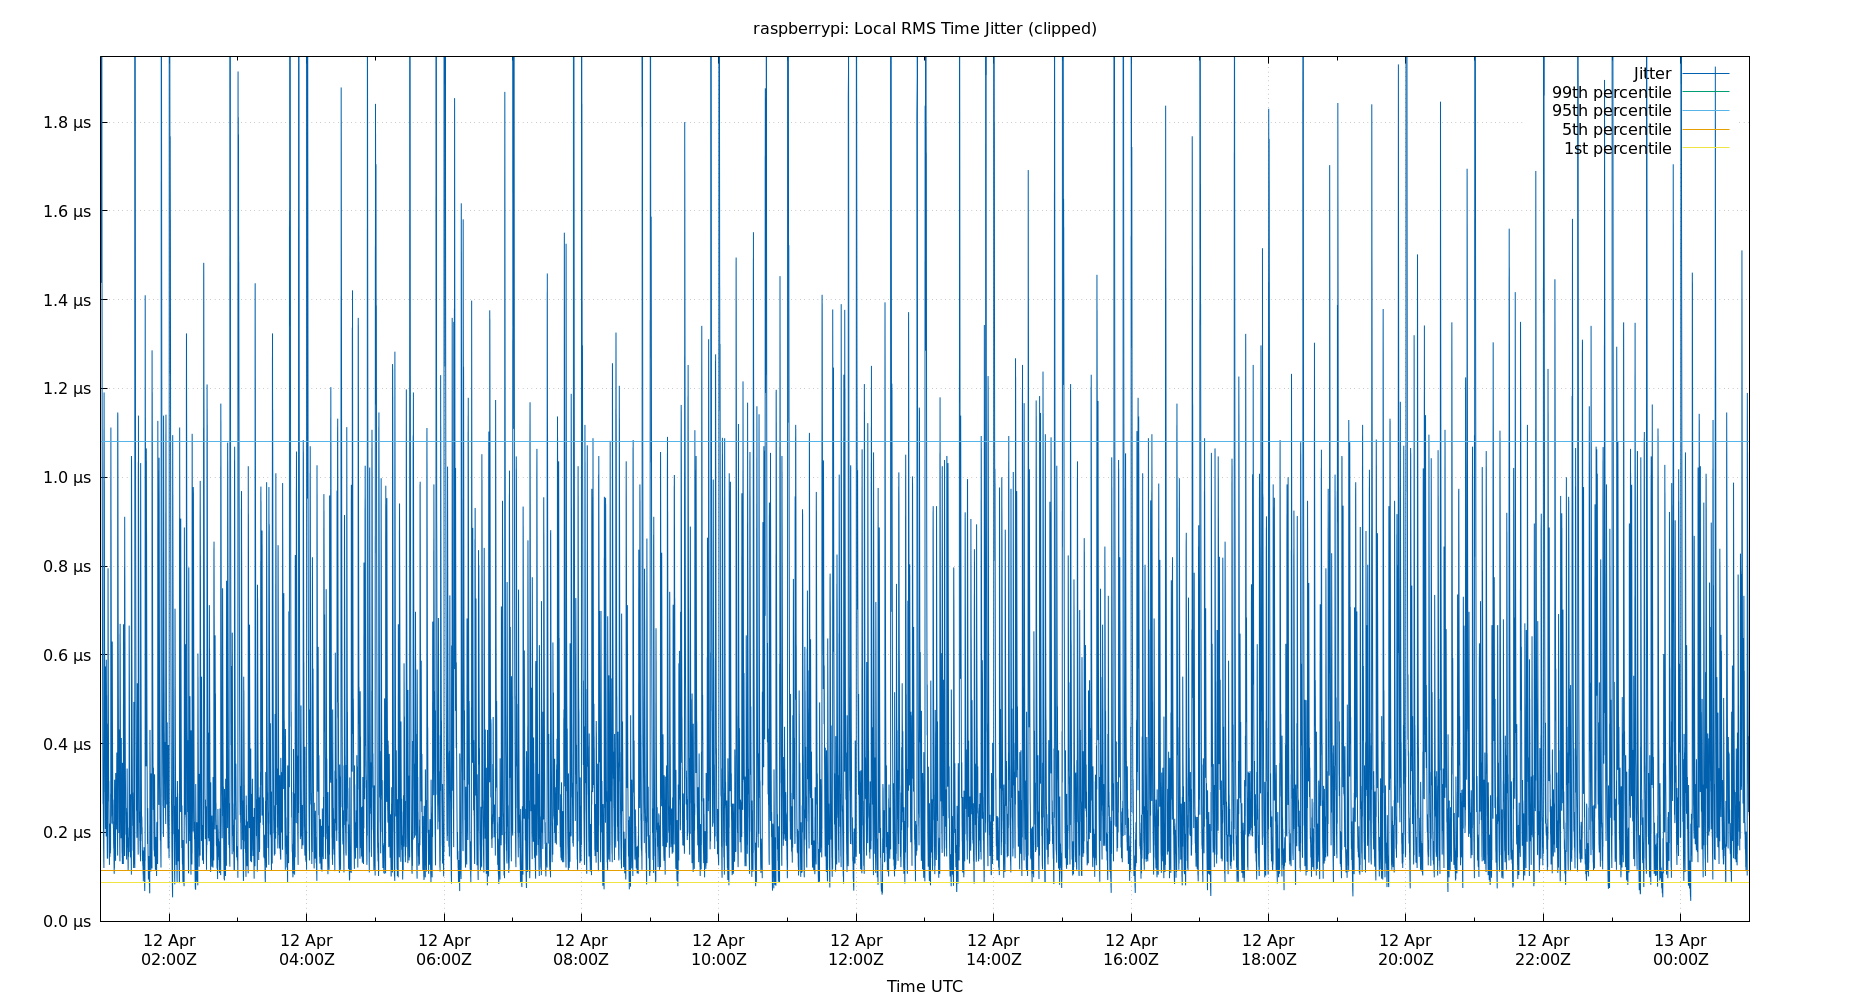 raspberrypi: Local RMS Time Jitter (clipped)
Jitter
99th percentile
95th percentile
5th percentile
1st percentile
1.8 µs
1.6 µs
1.4 µs
1.2 µs
1.0 µs
0.8 µs
0.6 µs
0.4 µs
0.2 µs
0.0 µs
12 Apr 12 Apr 12 Apr 12 Apr 12 Apr 12 Apr 12 Apr 12 Apr 12 Apr 12 Apr 12 Apr 13 Apr
02:00Z 04:00Z 06:00Z 08:00Z 10:00Z 12:00Z 14:00Z 16:00Z 18:00Z 20:00Z 22:00Z 00:00Z
Time UTC